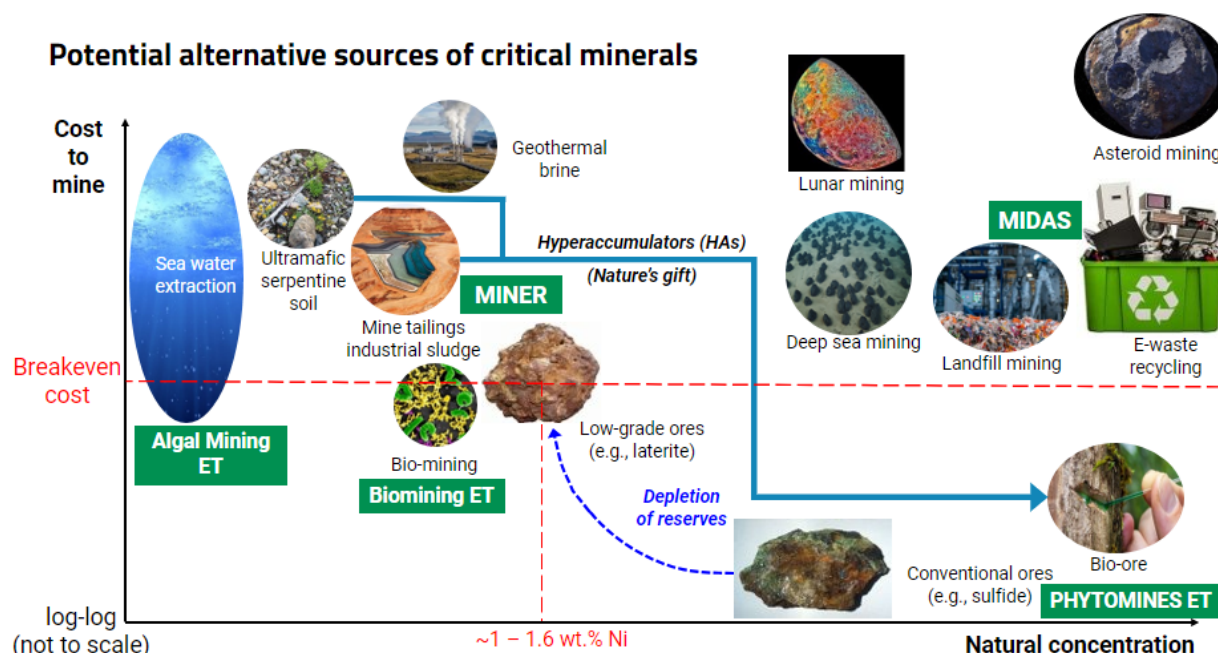 Potential alternative sources of critical minerals
Cost
to
mine
Geothermal
brine
Lunar mining
Asteroid mining
Sea water
extraction
Ultramafic
serpentine
soil
Hyperaccumulators (HAs)
(Nature's gift)
MIDAS
MINER
Mine tailings
industrial sludge
Deep sea mining
Landfill mining
E-waste
recycling
Breakeven
cost
Algal Mining
ET
Low-grade ores
(e.g., laterite)
Bio-mining
Biomining ET
Depletion
of reserves
Bio-ore
Conventional ores
(e.g., sulfide)
PHYTOMINES ET
log-log
(not to scale)
~1 – 1.6 wt.% Ni
Natural concentration